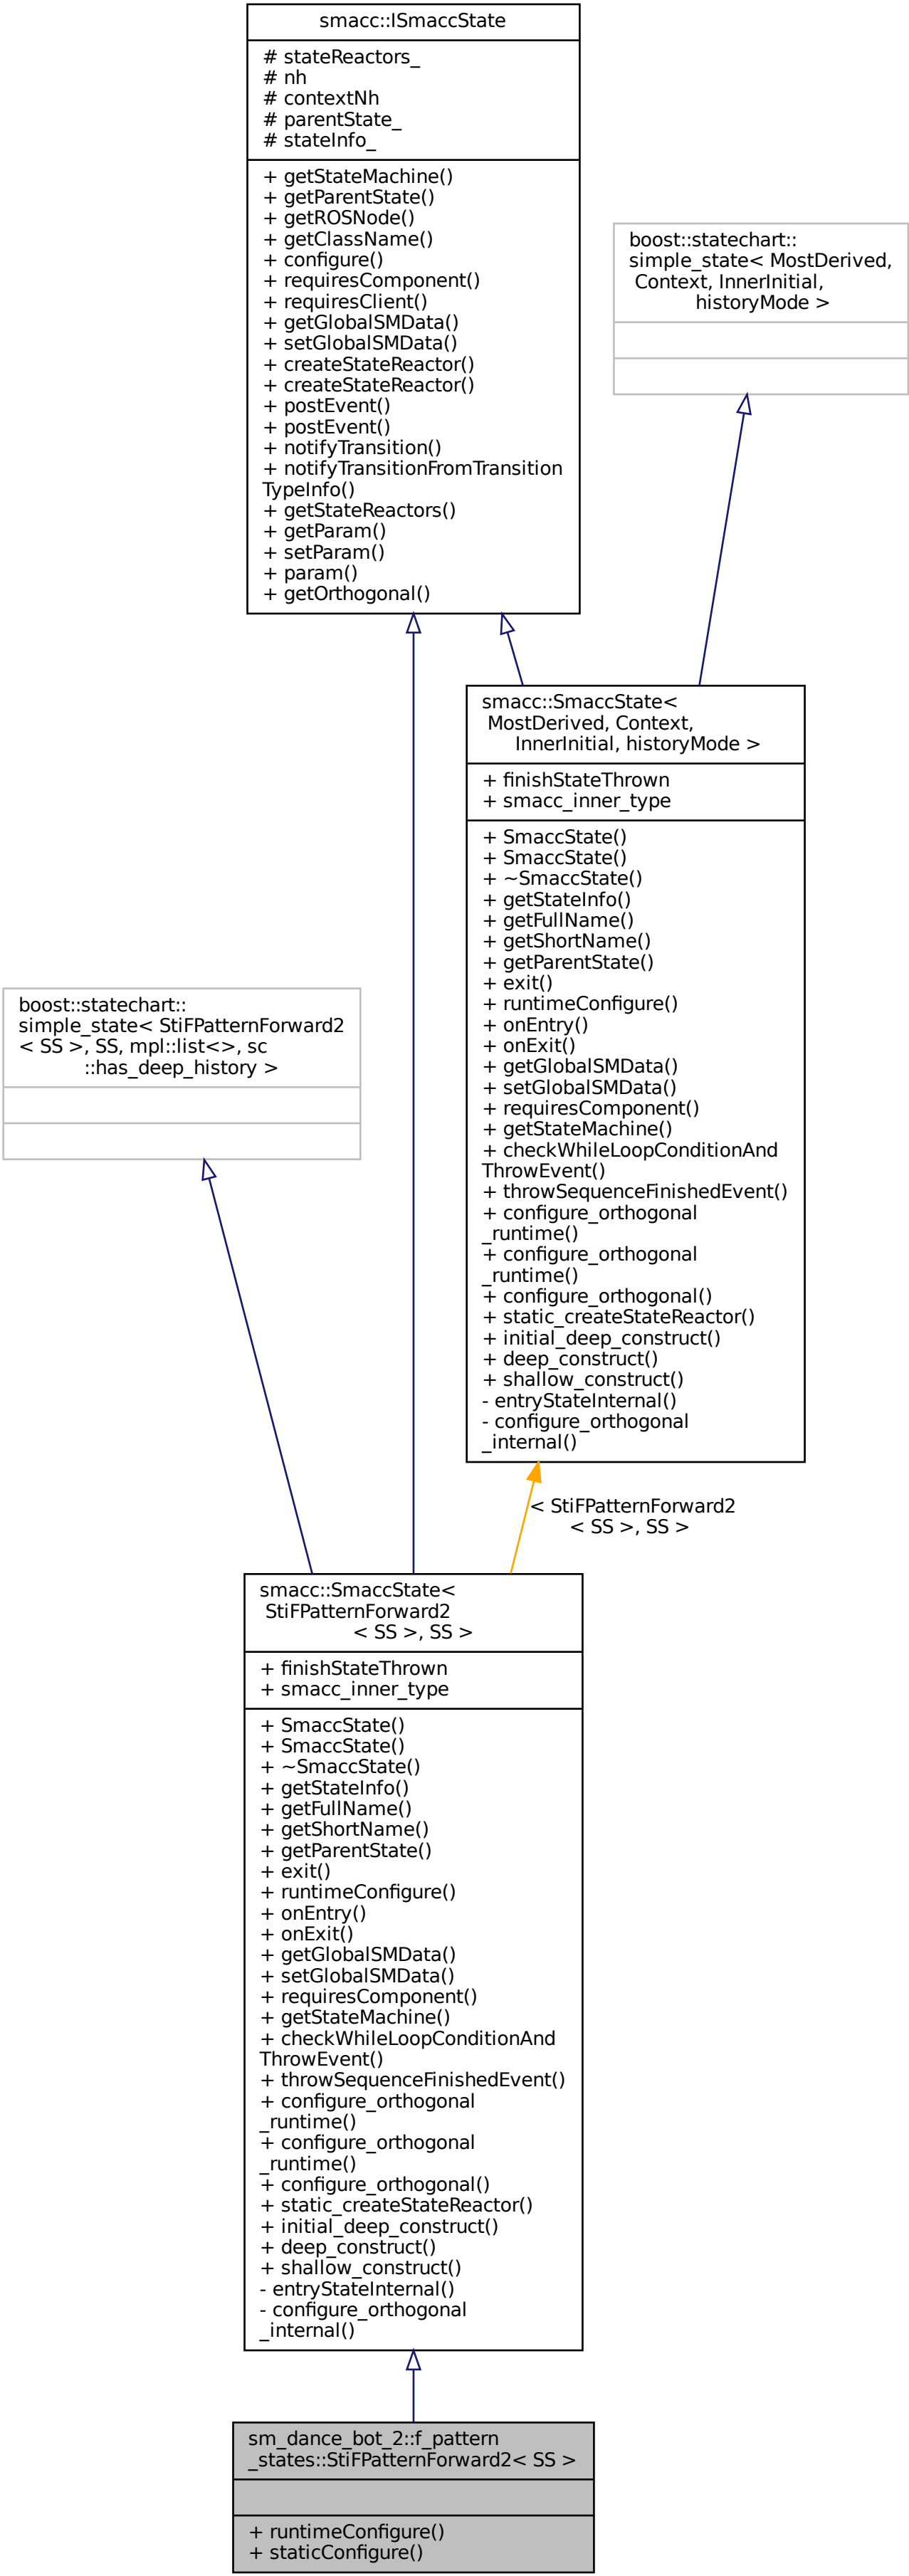 smacc::ISmaccState
# stateReactors_
# nh
# contextNh
# parentState_
# stateInfo_
+ getStateMachine()
+ getParentState()
+ getROSNode()
+ getClassName()
+ configure()
+ requiresComponent()
+ requiresClient()
+ getGlobalSMData()
+ setGlobalSMData()
+ createStateReactor()
+ createStateReactor()
+ postEvent()
+ postEvent()
+ notifyTransition()
+ notifyTransitionFromTransition
TypeInfo()
+ getStateReactors()
+ getParam()
+ setParam()
+ param()
+ getOrthogonal()
boost::statechart::
simple_state< MostDerived,
Context, InnerInitial,
historyMode >
smacc::SmaccState<
MostDerived, Context,
InnerInitial, historyMode >
+ finishStateThrown
+ smacc_inner_type
+ SmaccState()
+ SmaccState()
+ ~SmaccState()
+ getStateInfo()
+ getFullName()
+ getShortName()
+ getParentState()
+ exit()
+ runtimeConfigure()
+ onEntry()
+ onExit()
+ getGlobalSMData()
+ setGlobalSMData()
+ requiresComponent()
+ getStateMachine()
+ checkWhileLoopConditionAnd
ThrowEvent()
+ throwSequenceFinishedEvent()
+ configure_orthogonal
_runtime()
+ configure_orthogonal
_runtime()
+ configure_orthogonal()
+ static_createStateReactor()
+ initial_deep_construct()
+ deep_construct()
+ shallow_construct()
- entryStateInternal()
- configure_orthogonal
_internal()
boost::statechart::
simple_state< StiFPatternForward2
< SS >, SS, mpl::list<>, sc
::has_deep_history >
< StiFPatternForward2
< SS >, SS >
smacc::SmaccState<
StiFPatternForward2
< SS >, SS >
+ finishStateThrown
+ smacc_inner_type
+ SmaccState()
+ SmaccState()
+ ~SmaccState()
+ getStateInfo()
+ getFullName()
+ getShortName()
+ getParentState()
+ exit()
+ runtimeConfigure()
+ onEntry()
+ onExit()
+ getGlobalSMData()
+ setGlobalSMData()
+ requiresComponent()
+ getStateMachine()
+ checkWhileLoopConditionAnd
ThrowEvent()
+ throwSequenceFinishedEvent()
+ configure_orthogonal
_runtime()
+ configure_orthogonal
_runtime()
+ configure_orthogonal()
+ static_createStateReactor()
+ initial_deep_construct()
+ deep_construct()
+ shallow_construct()
- entryStateInternal()
- configure_orthogonal
_internal()
sm_dance_bot_2::f_pattern
_states::StiFPatternForward2< SS >
+ runtimeConfigure()
+ staticConfigure()